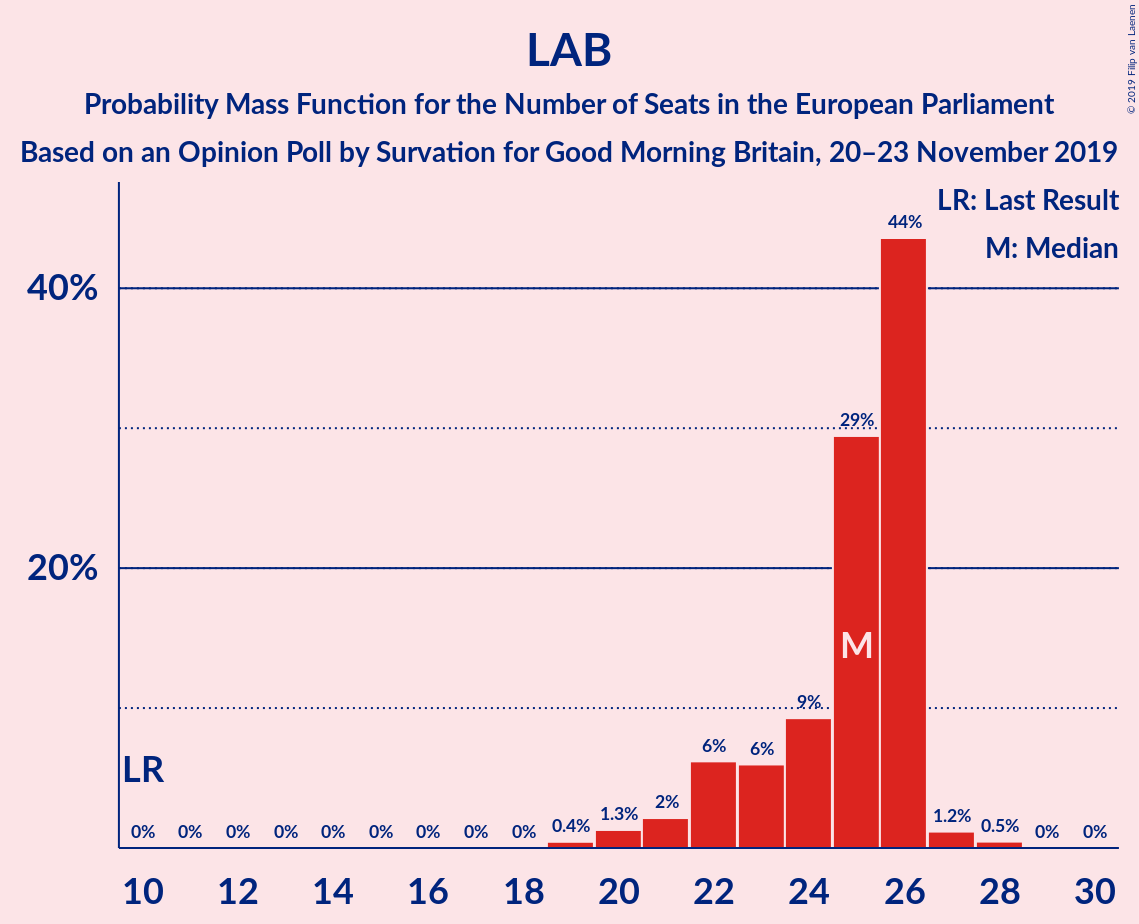 LAB
Probability Mass Function for the Number of Seats in the European Parliament
Based on an Opinion Poll by Survation for Good Morning Britain, 20–23 November 2019
© 2019 Filip van Laenen
LR: Last Result
M: Median
40%
20%
44%
29%
M
9%
6%
6%
LR
0%
0%
0%
0%
0%
0%
0%
0%
0%
0.4%
1.3%
2%
1.2%
0.5%
0%
0%
10 12 14 16 18 20 22 24 26 28 30